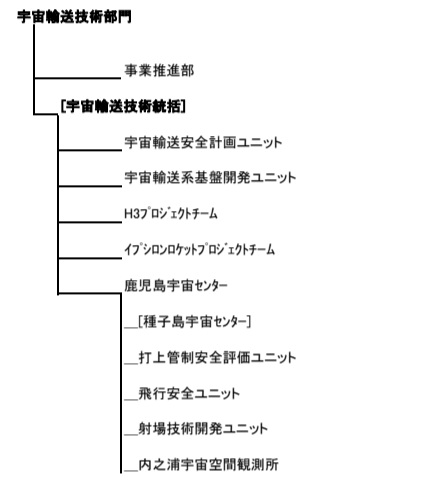 宇宙輸送技術部門
事業推進部
[宇宙輸送技術統括]
宇宙輸送安全計画ユニット
宇宙輸送系基盤開発ユニット
H3ﾌﾟﾛｼﾞｪｸﾄﾁｰﾑ
ｲﾌﾟｼﾛﾝﾛｹｯﾄﾌﾟﾛｼﾞｪｸﾄﾁｰﾑ
鹿児島宇宙ｾﾝﾀｰ
__[種子島宇宙ｾﾝﾀｰ]
__打上管制安全評価ユニット
__飛行安全ユニット
__射場技術開発ユニット
__内之浦宇宙空間観測所